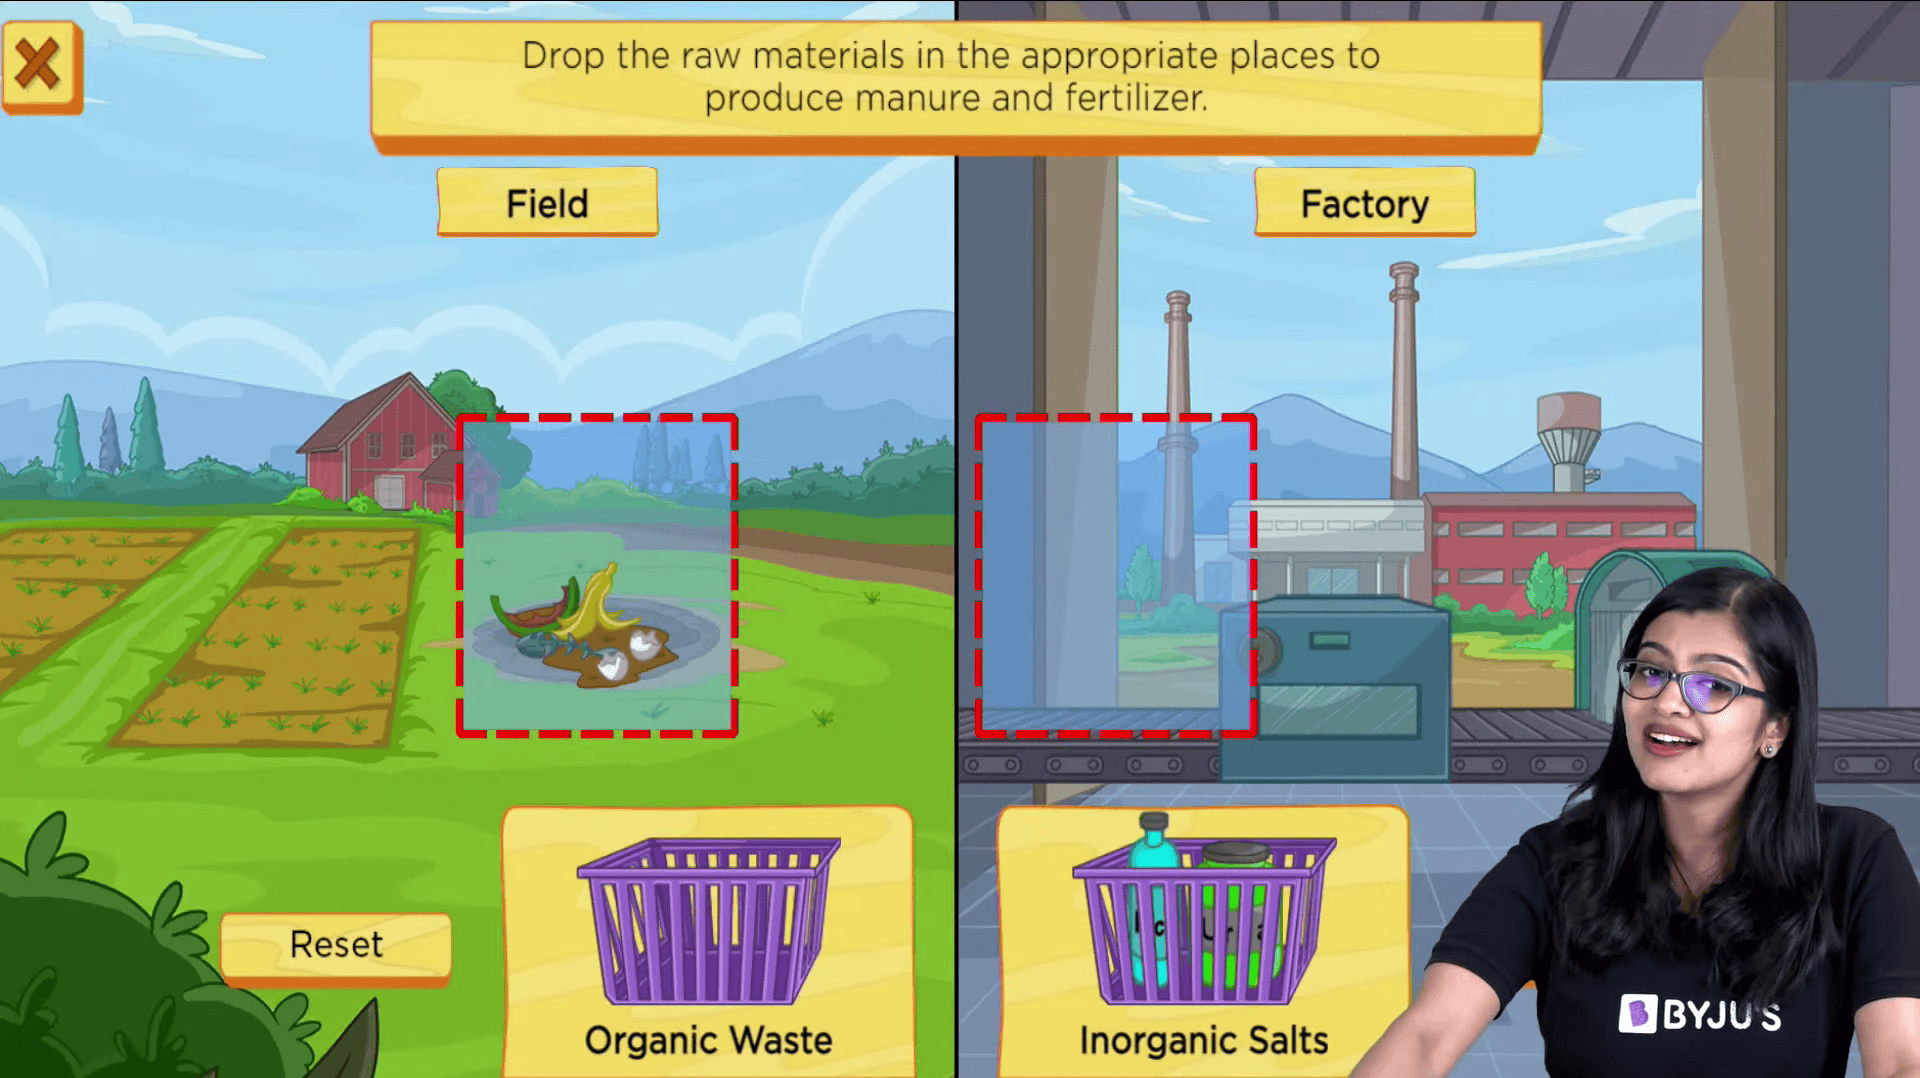 Drop the raw materials in the appropriate places to
produce manure and fertilizer.
Field
Factory
Reset
Organic Waste
Inorganic Salts
BYJU'S